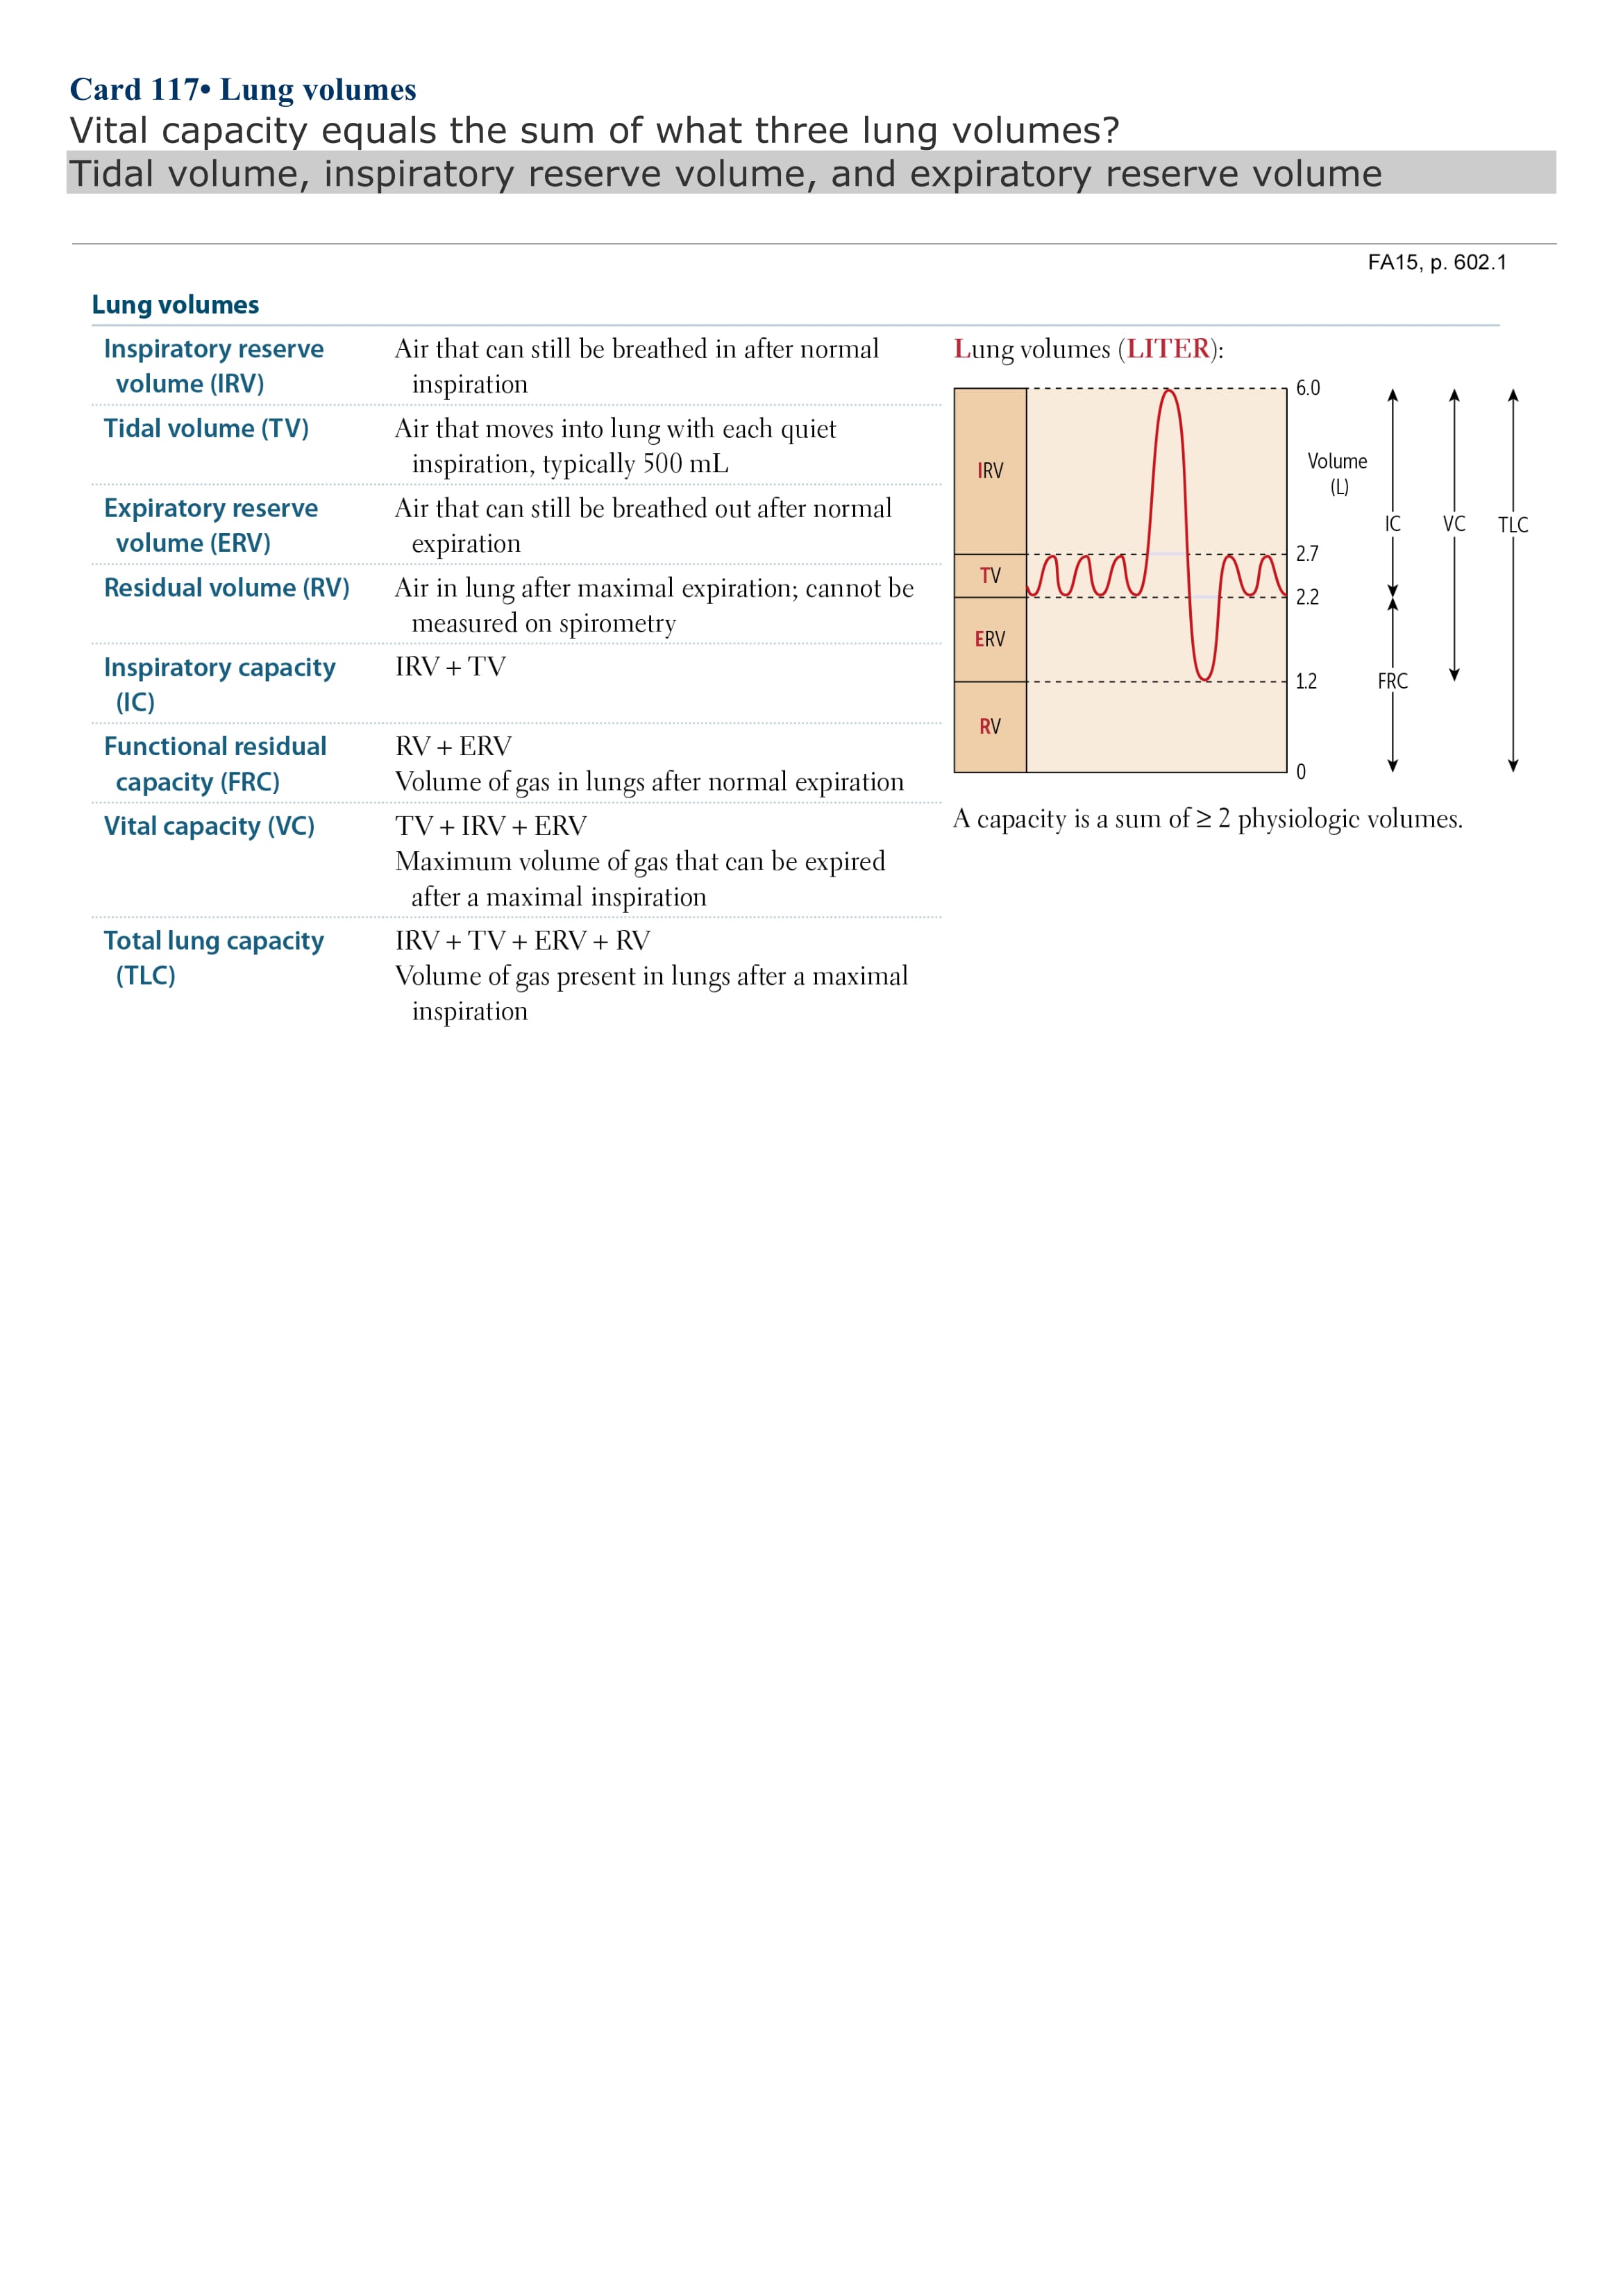 Card 117• Lung volumes
Vital capacity equals the sum of what three lung volumes?
Tidal volume, inspiratory reserve volume, and expiratory reserve volume
FA15, p. 602.1
Lung volumes
Inspiratory reserve
volume (IRV)
Air that can still be breathed in after normal
inspiration
Tidal volume (TV)
Air that moves into lung with each quiet
inspiration, typically 500 mL
Expiratory reserve
volume (ERV)
Air that can still be breathed out after normal
expiration
Residual volume (RV)
Air in lung after maximal expiration; cannot be
measured on spirometry
Inspiratory capacity
(IC)
IRV + TV
Functional residual
capacity (FRC)
RV + ERV
Volume of gas in lungs after normal expiration
Vital capacity (VC)
TV + IRV + ERV
Maximum volume of gas that can be expired
after a maximal inspiration
Total lung capacity
(TLC)
IRV + TV + ERV + RV
Volume of gas present in lungs after a maximal
inspiration
Lung volumes (LITER):
IRV
TV
ERV
RV
6.0
2.7
2.2
1.2
0
Volume
(L)
IC
VC
TLC
FRC
A capacity is a sum of ≥ 2 physiologic volumes.